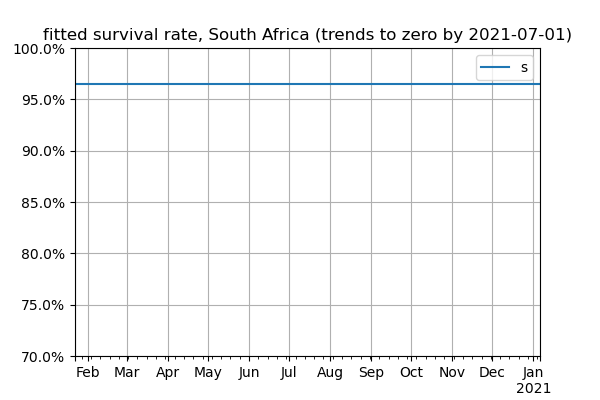 fitted survival rate, South Africa (trends to zero by 2021-07-01)
100.0%
s
95.0%
90.0%
85.0%
80.0%
75.0%
70.0%
Feb Mar Apr May Jun Jul Aug Sep Oct Nov Dec Jan
2021